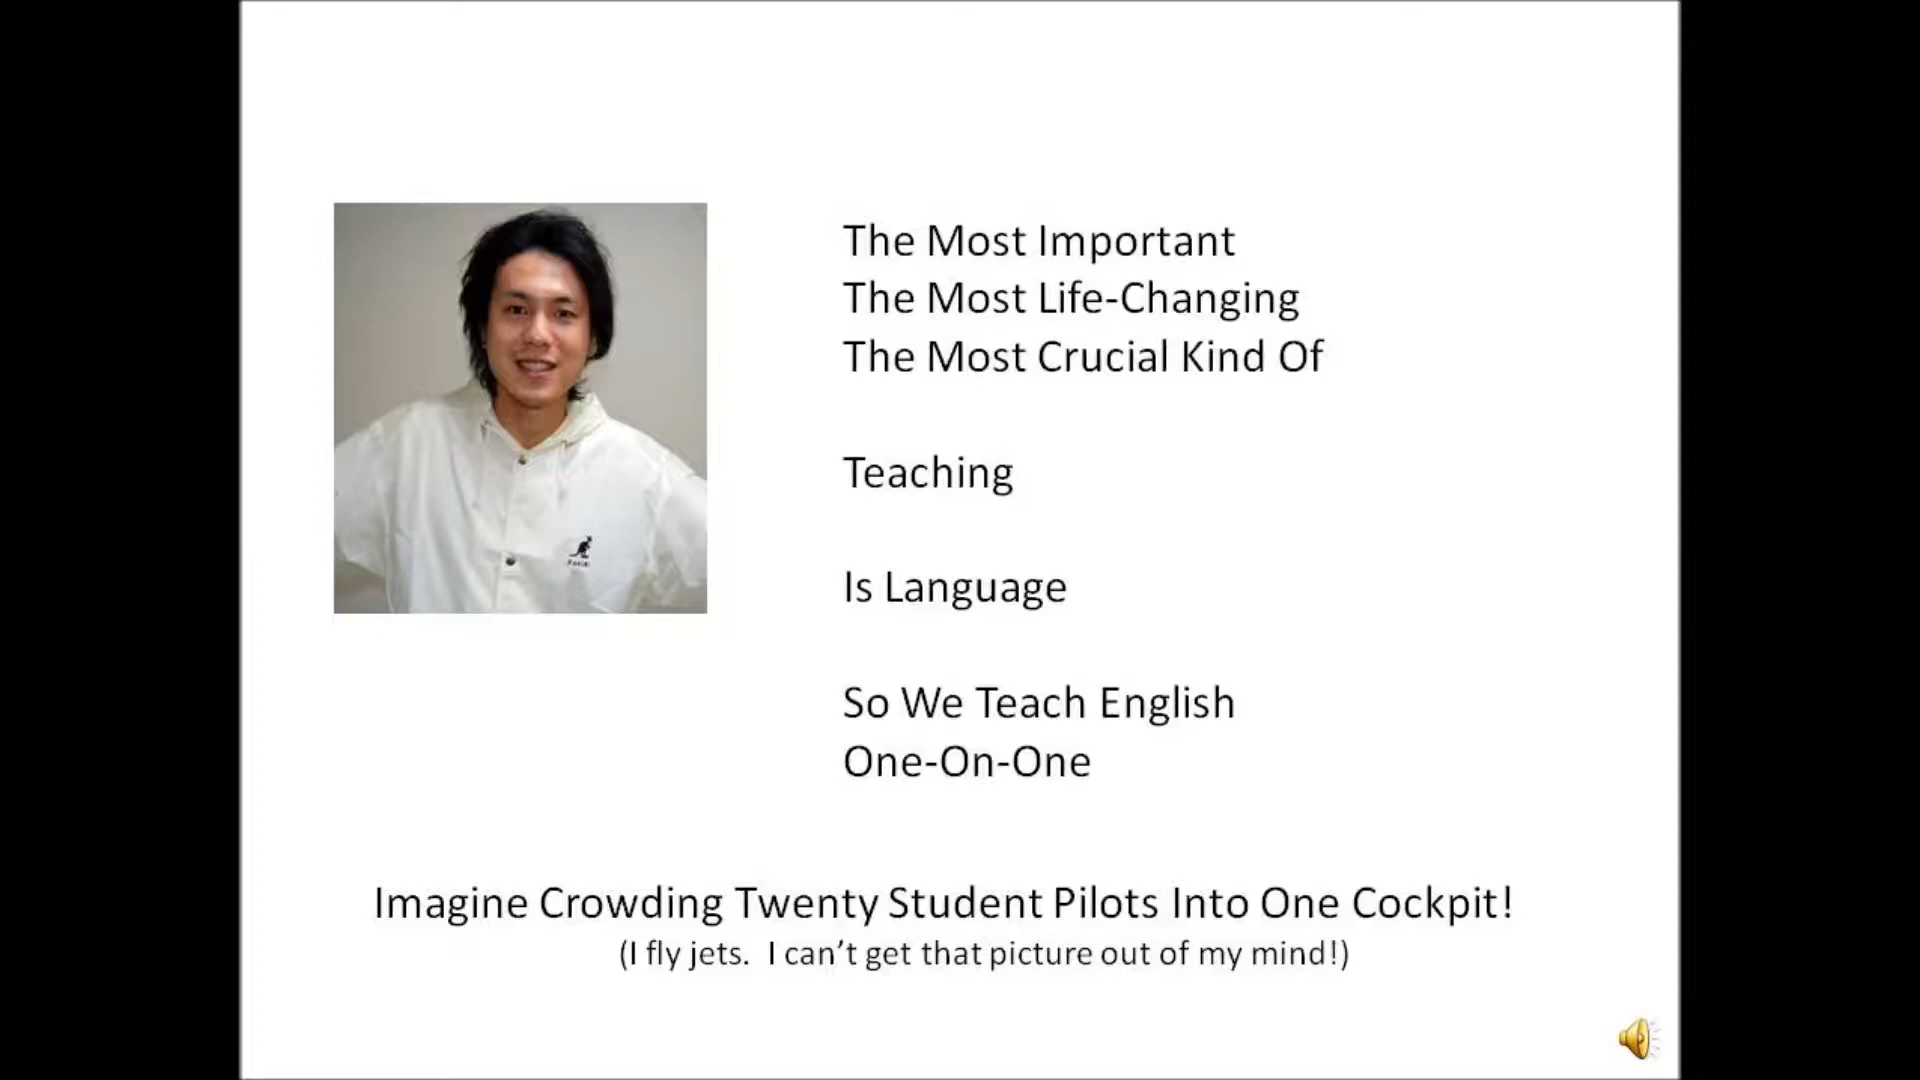 The Most Important
The Most Life-Changing
The Most Crucial Kind Of
Teaching
Is Language
So We Teach English
One-On-One
Imagine Crowding Twenty Student Pilots Into One Cockpit!
(I fly jets.  I can’t get that picture out of my mind!)